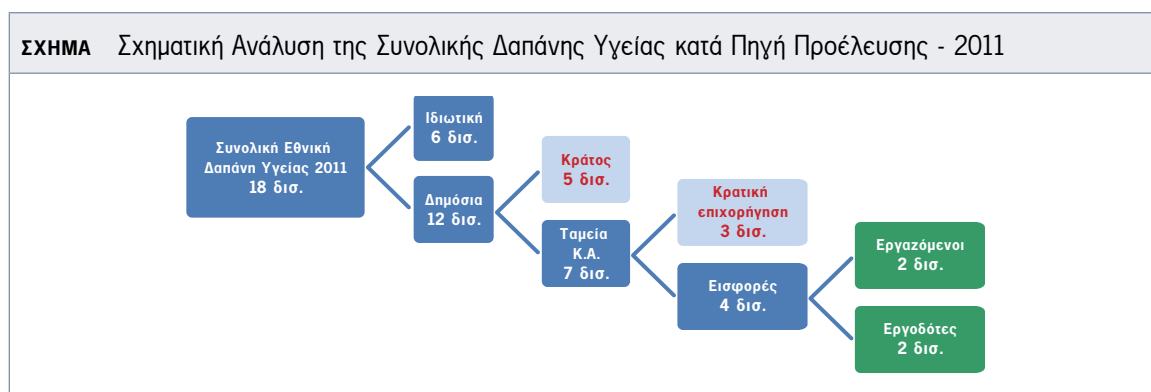 ΣΧΗΜΑ Σχηματική Ανάλυση της Συνολικής Δαπάνης Υγείας κατά Πηγή Προέλευσης - 2011
Συνολική Εθνική
Δαπάνη Υγείας 2011
18 δισ.
Ιδιωτική
6 δισ.
Δημόσια
12 δισ.
Κράτος
5 δισ.
Ταμεία
Κ.Α.
7 δισ.
Κρατική
επιχορήγηση
3 δισ.
Εισφορές
4 δισ.
Εργαζόμενοι
2 δισ.
Εργοδότες
2 δισ.